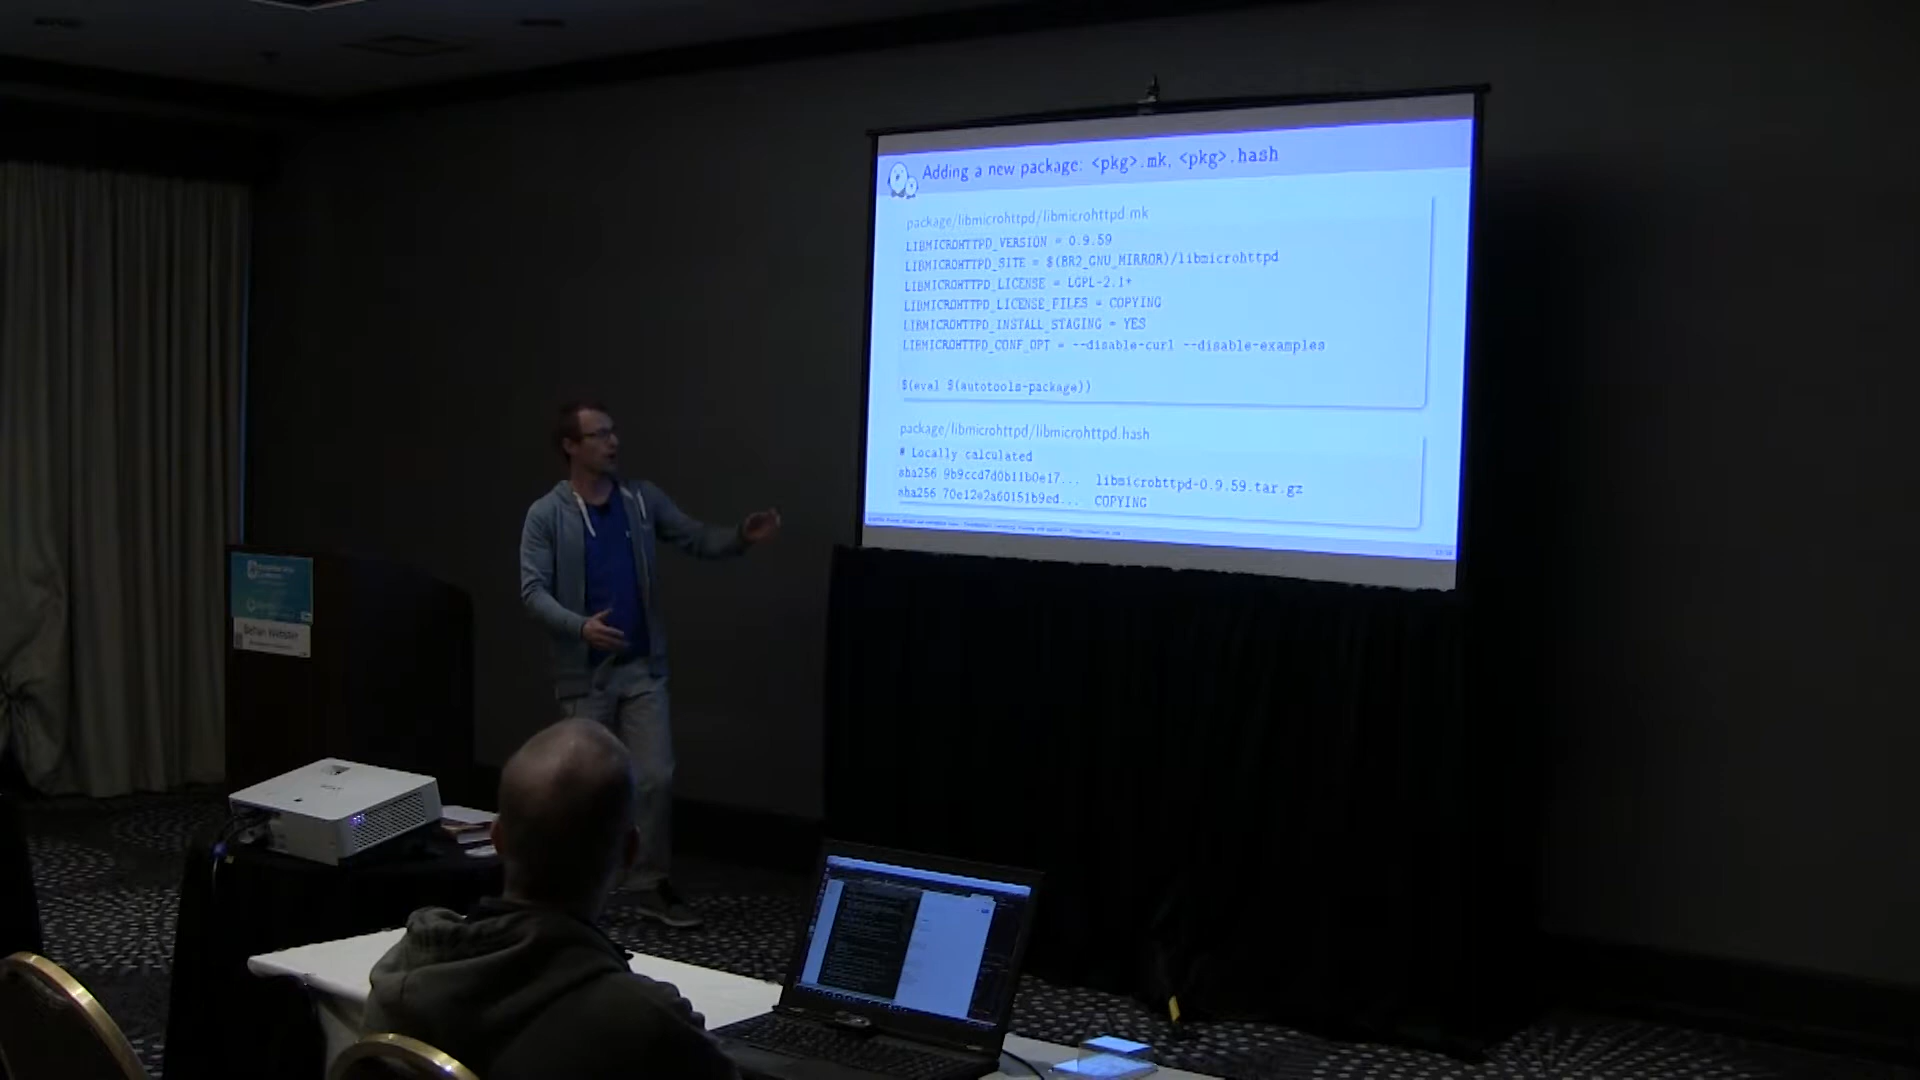 Adding a new package: <pkg>.mk, <pkg>.hash
package/libmicrohttpd/libmicrohttpd.mk
LIBMICROHTTPD_VERSION = 0.9.59
LIBMICROHTTPD_SITE = $(BR2_GNU_MIRROR)/libmicrohttpd
LIBMICROHTTPD_LICENSE = LGPL-2.1+
LIBMICROHTTPD_LICENSE_FILES = COPYING
LIBMICROHTTPD_INSTALL_STAGING = YES
LIBMICROHTTPD_CONF_OPT = --disable-curl --disable-examples
$(eval $(autotools-package))
package/libmicrohttpd/libmicrohttpd.hash
# Locally calculated
sha256 9b9ccd7d0b11b0e17... libmicrohttpd-0.9.59.tar.gz
sha256 70e12e2a60151b9ed... COPYING
Behan Webster